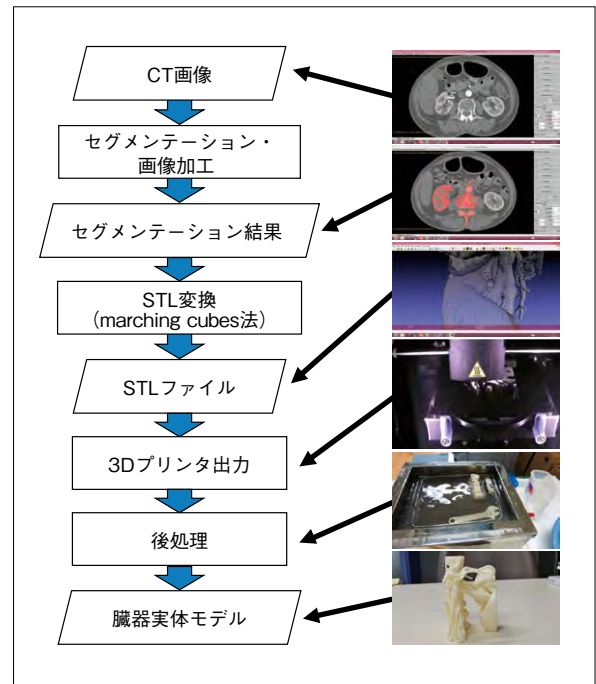 CT画像
セグメンテーション・
画像加工
セグメンテーション結果
STL変換
（marching cubes法）
STLファイル
3Dプリンタ出力
後処理
臓器実体モデル